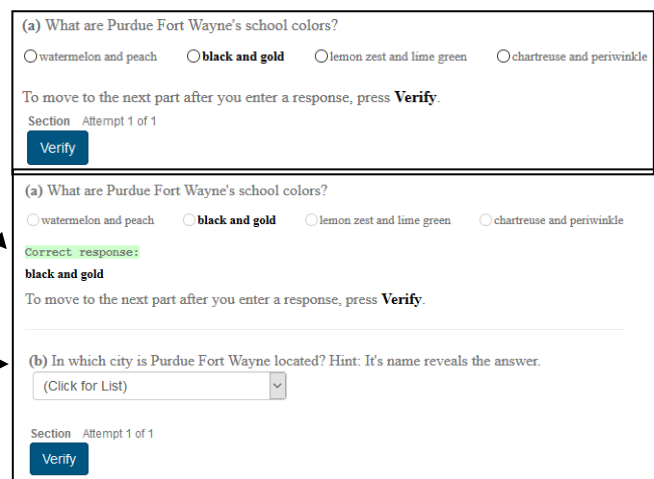 (a) What are Purdue Fort Wayne's school colors?
watermelon and peach black and gold lemon zest and lime green chartreuse and periwinkle
To move to the next part after you enter a response, press Verify.
Section Attempt 1 of 1
Verify
(a) What are Purdue Fort Wayne's school colors?
watermelon and peach black and gold lemon zest and lime green chartreuse and periwinkle
Correct response:
black and gold
To move to the next part after you enter a response, press Verify.
(b) In which city is Purdue Fort Wayne located? Hint: It's name reveals the answer.
(Click for List)
Section Attempt 1 of 1
Verify